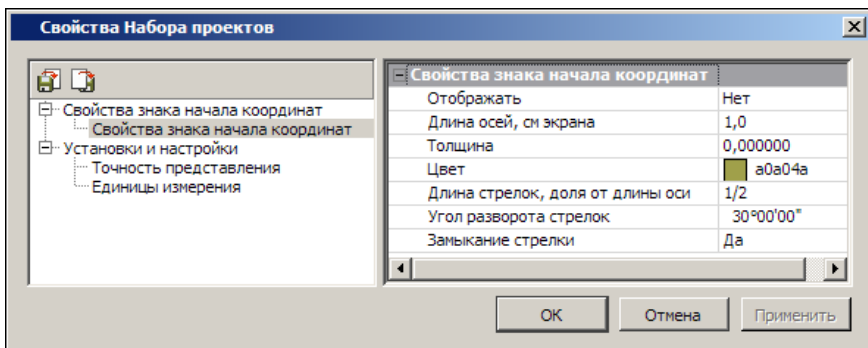 Свойства Набора проектов
Свойства знака начала координат
Свойства знака начала координат
Установки и настройки
Точность представления
Единицы измерения
Свойства знака начала координат
Отображать Нет
Длина осей, см экрана 1,0
Толщина 0,000000
Цвет a0a04a
Длина стрелок, доля от длины оси 1/2
Угол разворота стрелок 30°00'00"
Замыкание стрелки Да
ОК Отмена Применить